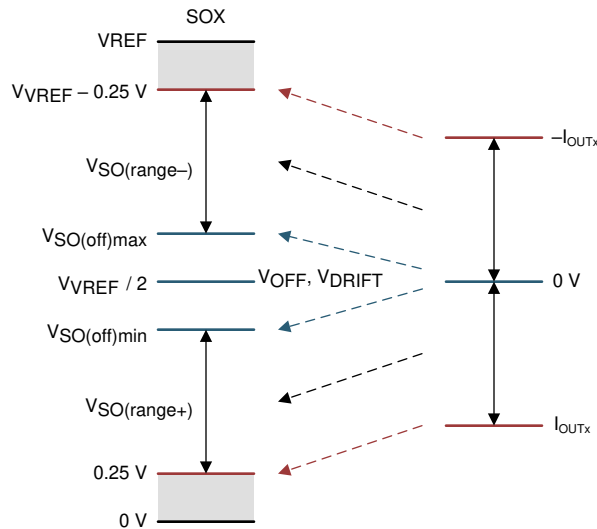 SOX
VREF
VVREF – 0.25 V
VSO(range–)
VSO(off)max
VVREF / 2
VSO(off)min
VSO(range+)
0.25 V
0 V
VOFF, VDRIFT
–IOUTx
0 V
IOUTx